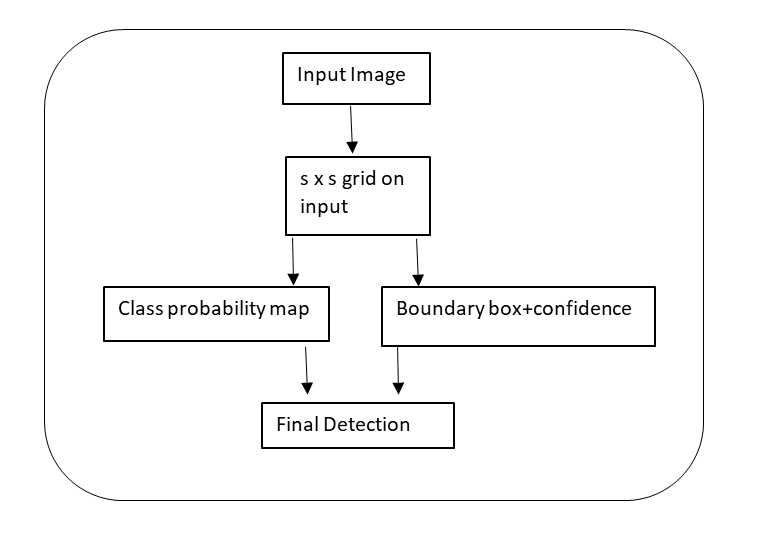 Input Image
s x s grid on
input
Class probability map
Boundary box+confidence
Final Detection